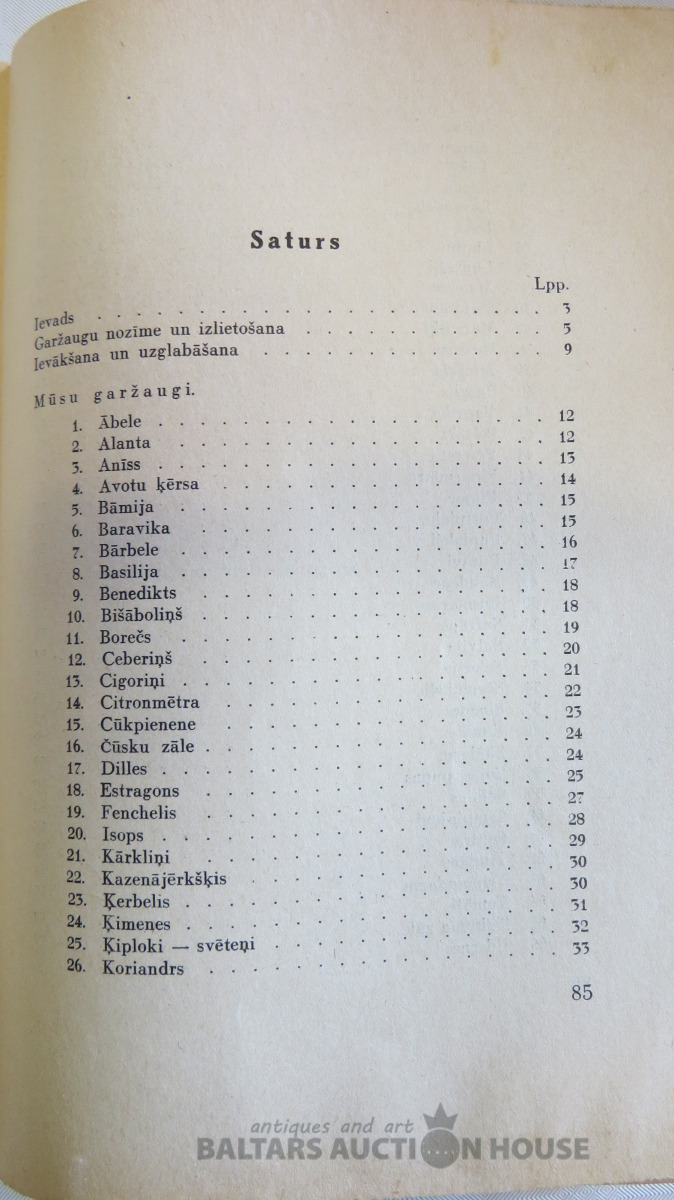 Saturs
Lpp.
Ievads . . . . . . . . . . . . . . . . . . 3
Garžaugu nozīme un izlietošana . . . . . . . . . . 5
Ievākšana un uzglabāšana . . . . . . . . . . . . 9
Mūsu garžaugi.
1. Ābele . . . . . . . . . . . . . . . . . 12
2. Alanta . . . . . . . . . . . . . . . . 12
3. Anīss . . . . . . . . . . . . . . . . . 13
4. Avotu ķērsa . . . . . . . . . . . . . . 14
5. Bāmija . . . . . . . . . . . . . . . . 15
6. Baravika . . . . . . . . . . . . . . . 15
7. Bārbele . . . . . . . . . . . . . . . . 16
8. Basilija . . . . . . . . . . . . . . . . 17
9. Benedikts . . . . . . . . . . . . . . . 18
10. Bišāboliņš . . . . . . . . . . . . . . . 18
11. Borečs . . . . . . . . . . . . . . . . 19
12. Ceberiņš . . . . . . . . . . . . . . . 20
13. Cigoriņi . . . . . . . . . . . . . . . . 21
14. Citronmētra . . . . . . . . . . . . . . 22
15. Cūkpienene . . . . . . . . . . . . . . 23
16. Čūsku zāle . . . . . . . . . . . . . . . 24
17. Dilles . . . . . . . . . . . . . . . . . 24
18. Estragons . . . . . . . . . . . . . . . 25
19. Fenchelis . . . . . . . . . . . . . . . 27
20. Isops . . . . . . . . . . . . . . . . . 28
21. Kārkliņi . . . . . . . . . . . . . . . 29
22. Kazenājērkšķis . . . . . . . . . . . . . 30
23. Ķerbelis . . . . . . . . . . . . . . . . 30
24. Ķimenes . . . . . . . . . . . . . . . . 31
25. Ķiploki — svēteņi . . . . . . . . . . . . 32
26. Koriandrs . . . . . . . . . . . . . . . 33
85
antiques and art
BALTARS AUCTION HOUSE